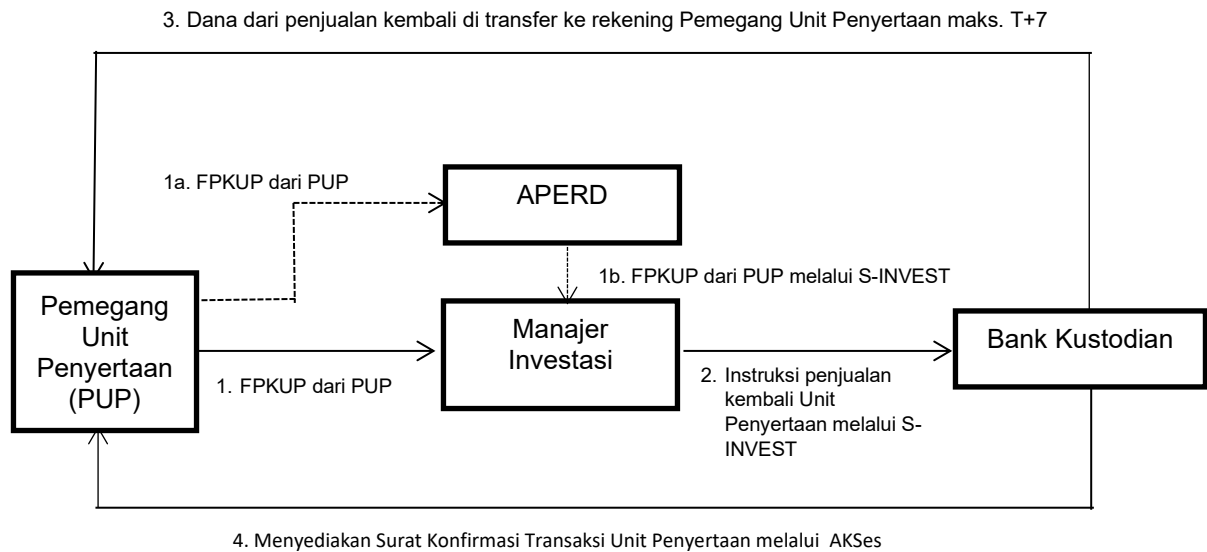 3. Dana dari penjualan kembali di transfer ke rekening Pemegang Unit Penyertaan maks. T+7
1a. FPKUP dari PUP
APERD
1b. FPKUP dari PUP melalui S-INVEST
Pemegang
Unit
Penyertaan
(PUP)
Manajer
Investasi
Bank Kustodian
1. FPKUP dari PUP
2. Instruksi penjualan
kembali Unit
Penyertaan melalui S-
INVEST
4. Menyediakan Surat Konfirmasi Transaksi Unit Penyertaan melalui AKSes